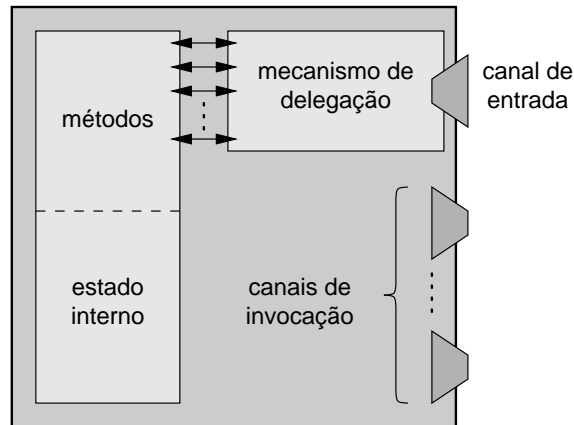 mecanismo de
delegação
canal de
entrada
métodos
estado
interno
canais de
invocação